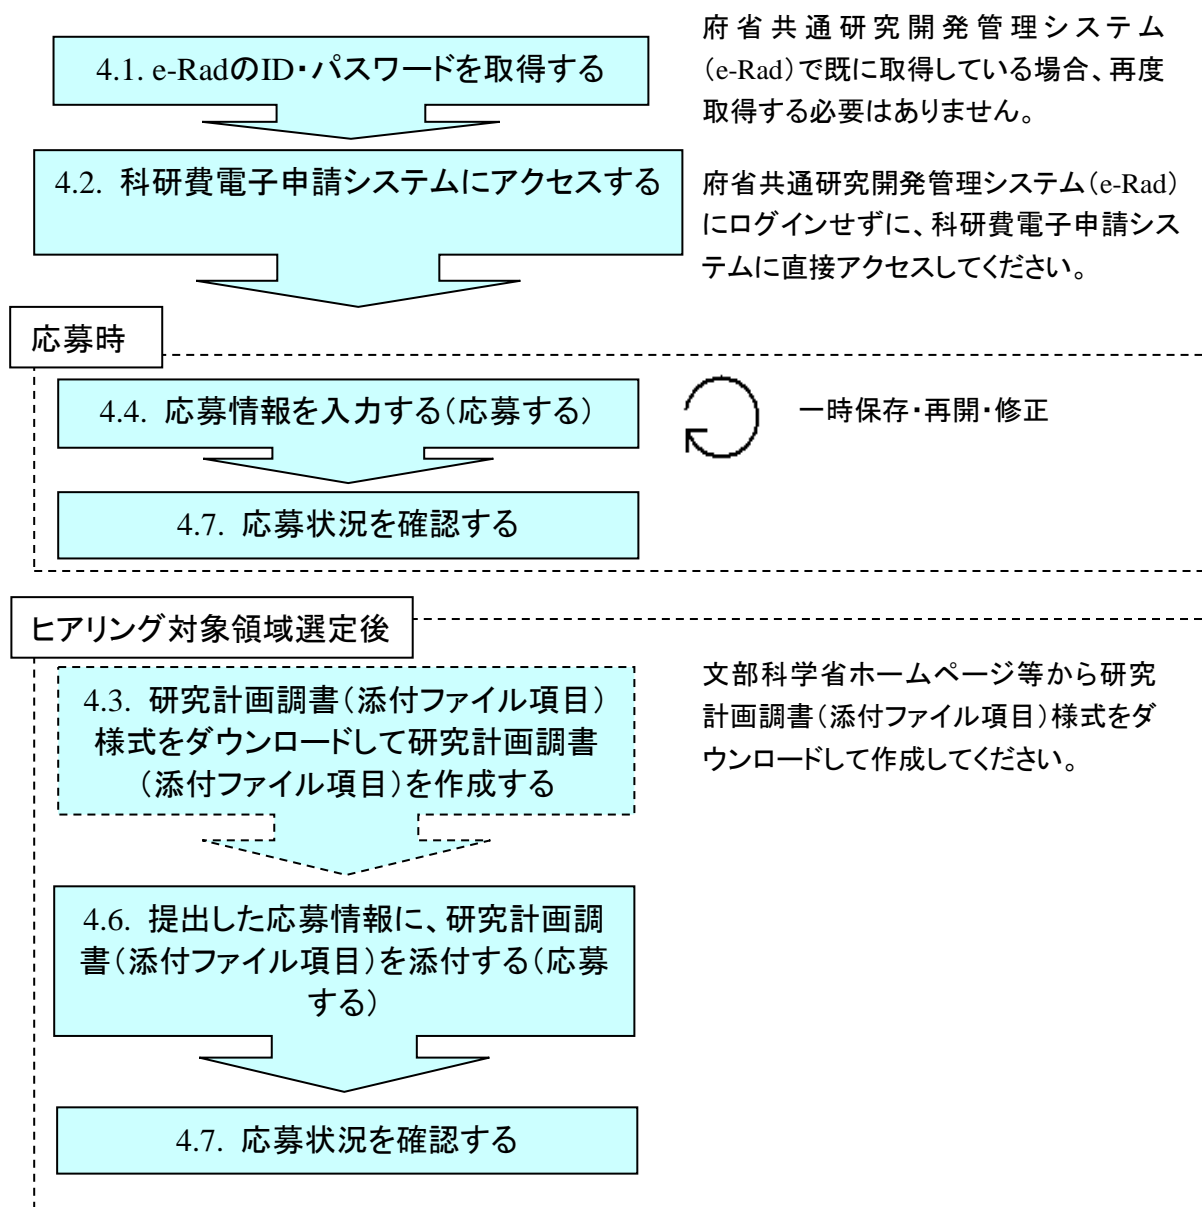 4.1. e-RadのID・パスワードを取得する
府省共通研究開発管理システム
（e-Rad）で既に取得している場合、再度
取得する必要はありません。
4.2. 科研費電子申請システムにアクセスする
府省共通研究開発管理システム（e-Rad）
にログインせずに、科研費電子申請シス
テムに直接アクセスしてください。
応募時
4.4. 応募情報を入力する（応募する）
一時保存・再開・修正
4.7. 応募状況を確認する
ヒアリング対象領域選定後
4.3. 研究計画調書（添付ファイル項目）
様式をダウンロードして研究計画調書
（添付ファイル項目）を作成する
文部科学省ホームページ等から研究
計画調書（添付ファイル項目）様式をダ
ウンロードして作成してください。
4.6. 提出した応募情報に、研究計画調
書（添付ファイル項目）を添付する（応募
する）
4.7. 応募状況を確認する